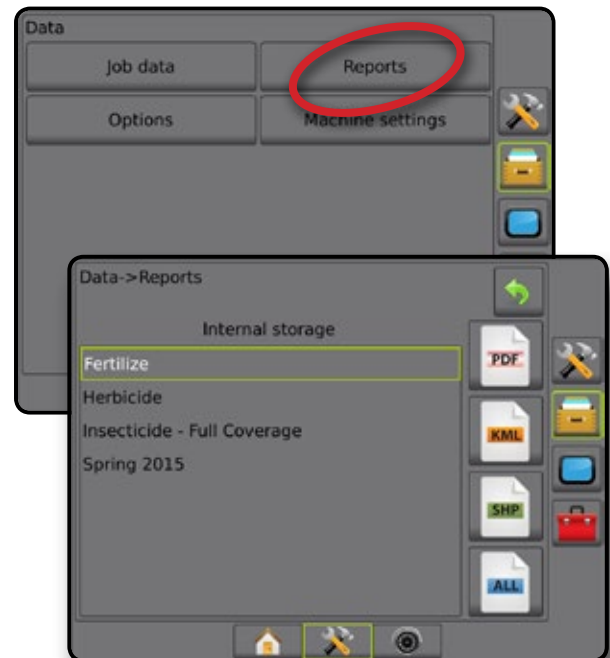 Data
Job data
Reports
Options
Machine settings
Data->Reports
Internal storage
Fertilize
Herbicide
Insecticide - Full Coverage
Spring 2015
PDF
KML
SHP
ALL